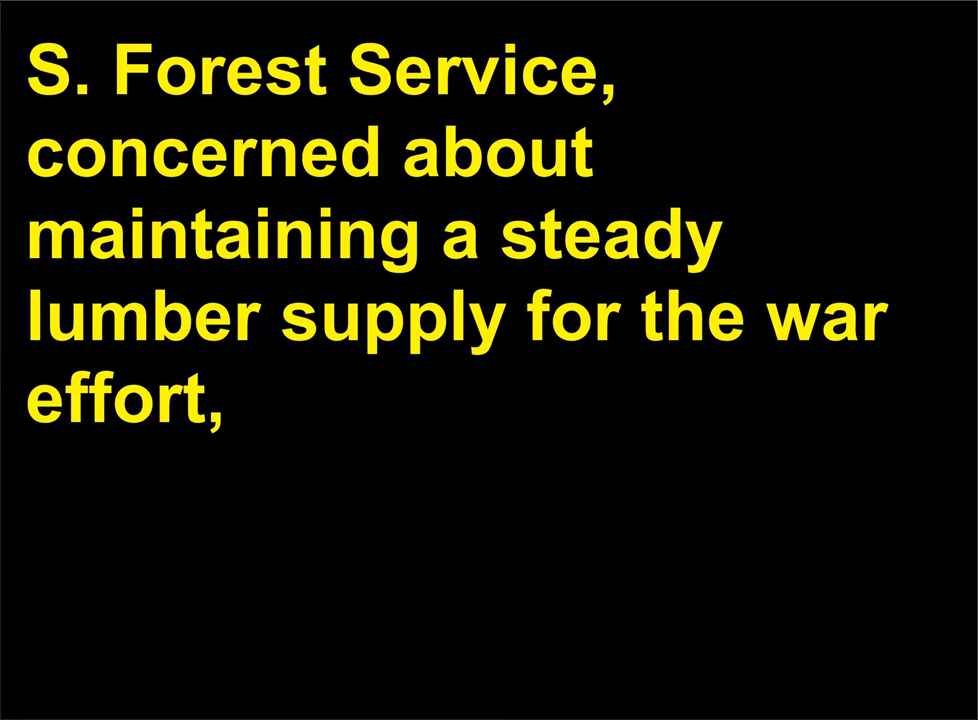 S. Forest Service,
concerned about
maintaining a steady
lumber supply for the war
effort,